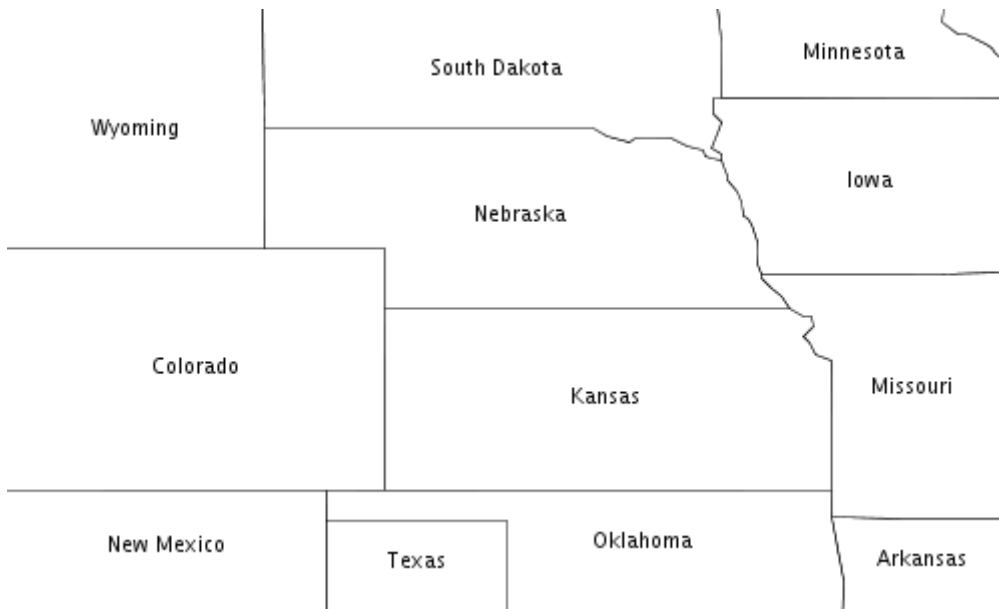 South Dakota
Minnesota
Wyoming
Iowa
Nebraska
Colorado
Kansas
Missouri
New Mexico
Oklahoma
Texas
Arkansas